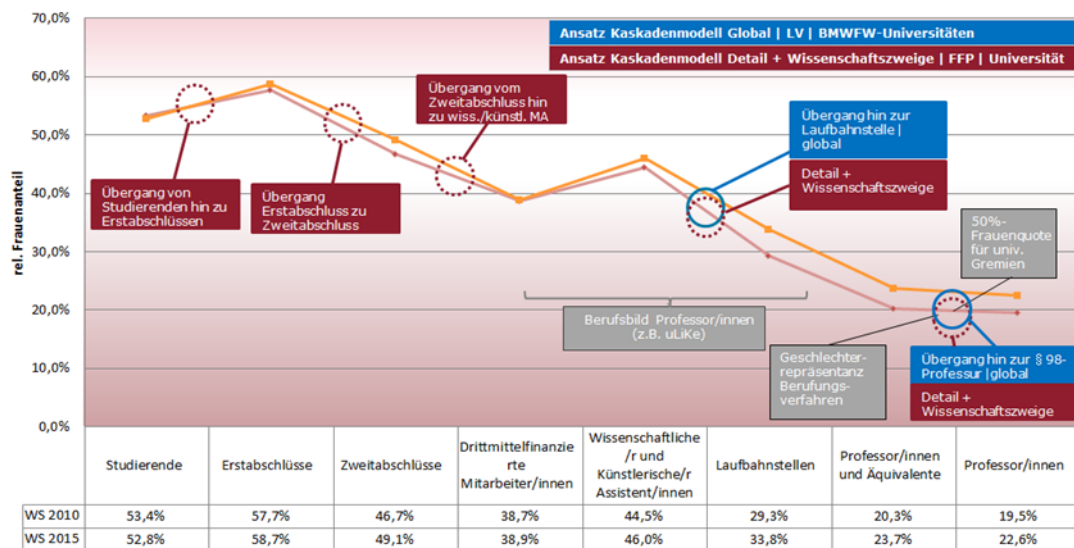 70,0%
60,0%
50,0%
40,0%
30,0%
20,0%
10,0%
0,0%
rel. Frauenanteil
Ansatz Kaskadenmodell Global | LV | BMWFW-Universitäten
Ansatz Kaskadenmodell Detail + Wissenschaftszweige | FFP | Universität
Übergang von
Studierenden hin zu
Erstabschlüssen
Übergang
Erstabschluss zu
Zweitabschluss
Übergang vom
Zweitabschluss hin
zu wiss./künstl. MA
Übergang hin zur
Laufbahnstelle |
global
Detail +
Wissenschaftszweige
50%-
Frauenquote
für univ.
Gremien
Berufsbild Professor/innen
(z.B. uLiKe)
Geschlechter-
repräsentanz
Berufungs-
verfahren
Übergang hin zur § 98-
Professur |global
Detail +
Wissenschaftszweige
Studierende
Erstabschlüsse
Zweitabschlüsse
Drittmittelfinanzie
rte
Mitarbeiter/innen
Wissenschaftliche
/r und
Künstlerische/r
Assistent/innen
Laufbahnstellen
Professor/innen
und Äquivalente
Professor/innen
WS 2010 53,4% 57,7% 46,7% 38,7% 44,5% 29,3% 20,3% 19,5%
WS 2015 52,8% 58,7% 49,1% 38,9% 46,0% 33,8% 23,7% 22,6%